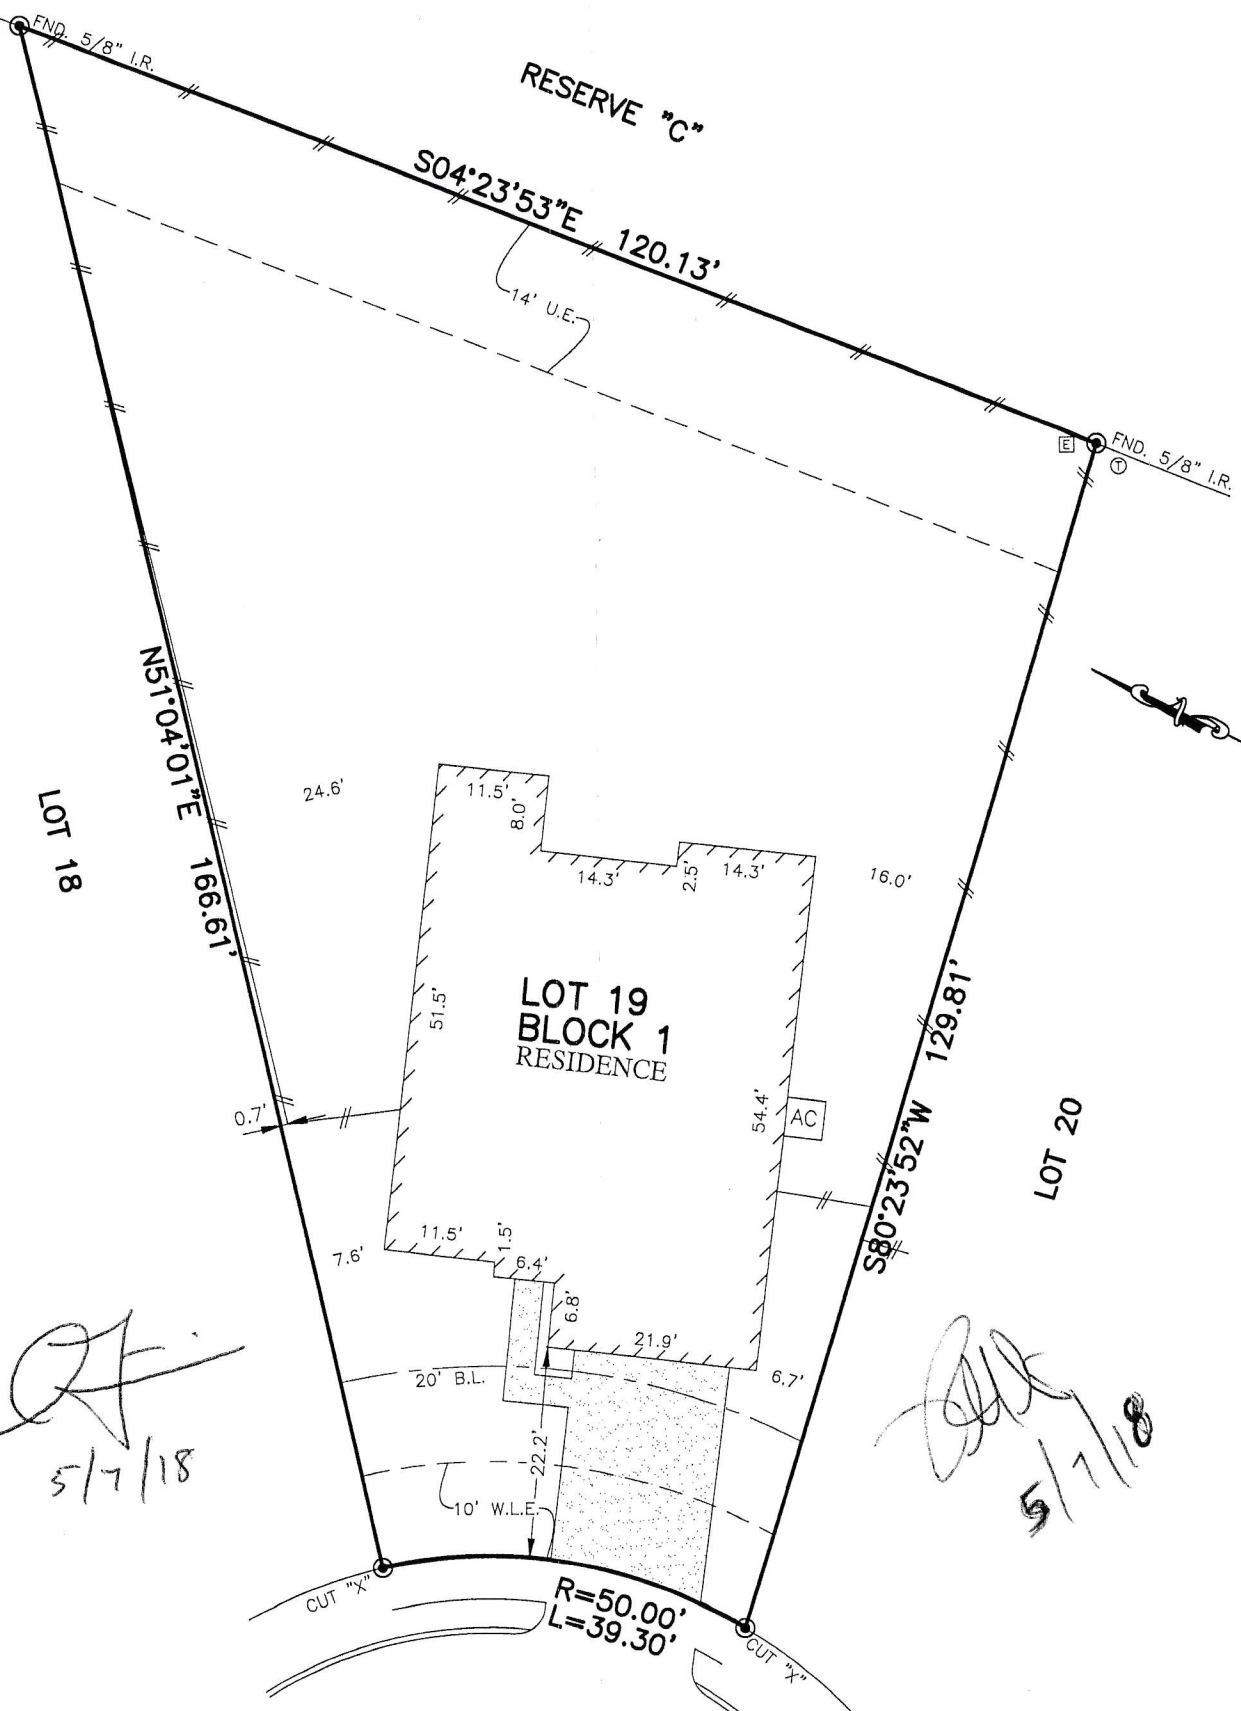 FND. 5/8" I.R.
RESERVE "C"
S04°23'53"E 120.13'
14' U.E.
E
FND. 5/8" I.R.
T
N51°04'01"E 166.61'
LOT 18
24.6'
11.5'
8.0'
14.3'
2.5'
14.3'
16.0'
LOT 19
BLOCK 1
RESIDENCE
51.5'
54.4'
AC
129.81'
S80°23'52"W
LOT 20
0.7'
7.6'
11.5'
1.5'
6.4'
6.8'
21.9'
6.7'
20' B.L.
22.2'
10' W.L.E.
5/7/18
5/7/18
CUT "X"
R=50.00'
L=39.30'
CUT "X"